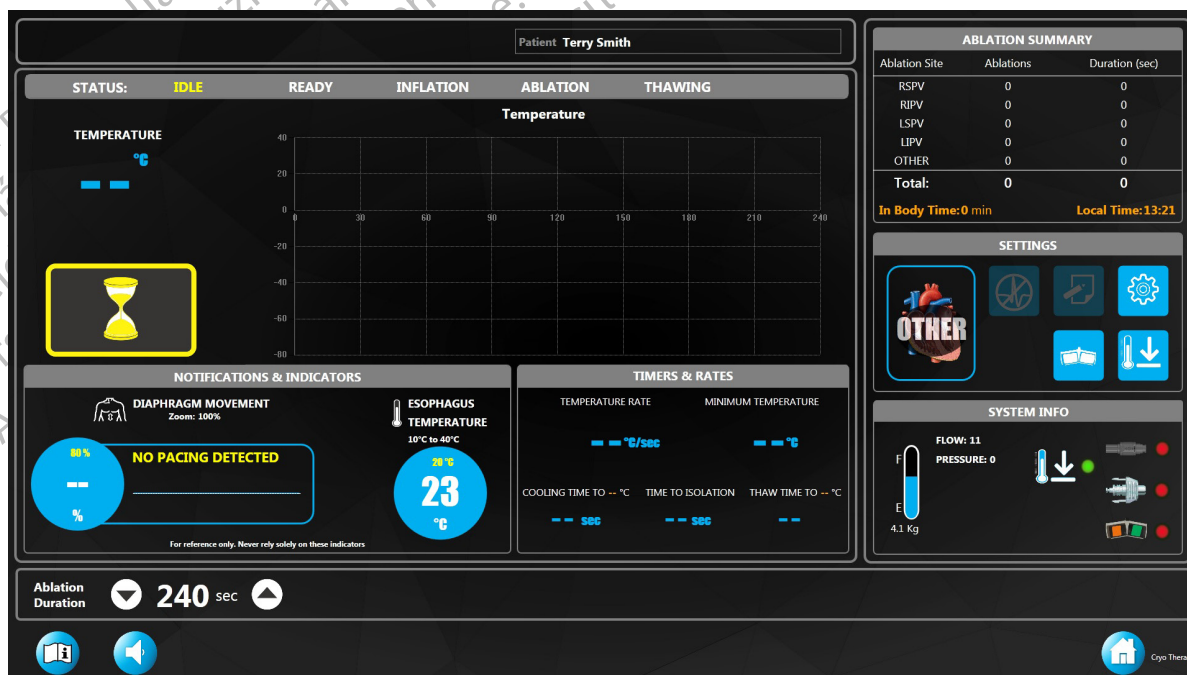 Patient Terry Smith
STATUS: IDLE READY INFLATION ABLATION THAWING
TEMPERATURE
°C
-- --
Temperature
40
20
0
0 30 60 90 120 150 180 210 240
-20
-40
-60
-80
NOTIFICATIONS & INDICATORS
DIAPHRAGM MOVEMENT
Zoom: 100%
80 %
--
%
NO PACING DETECTED
ESOPHAGUS
TEMPERATURE
10°C to 40°C
20 °C
23
°C
For reference only. Never rely solely on these indicators
TIMERS & RATES
TEMPERATURE RATE MINIMUM TEMPERATURE
-- °C/sec -- °C
COOLING TIME TO -- °C TIME TO ISOLATION THAW TIME TO -- °C
-- sec -- sec --
ABLATION SUMMARY
Ablation Site Ablations Duration (sec)
RSPV 0 0
RIPV 0 0
LSPV 0 0
LIPV 0 0
OTHER 0 0
Total: 0 0
In Body Time:0 min Local Time:13:21
SETTINGS
OTHER
SYSTEM INFO
FLOW: 11
PRESSURE: 0
F
E
4.1 Kg
Ablation
Duration
240 sec
i
Cryo Thera